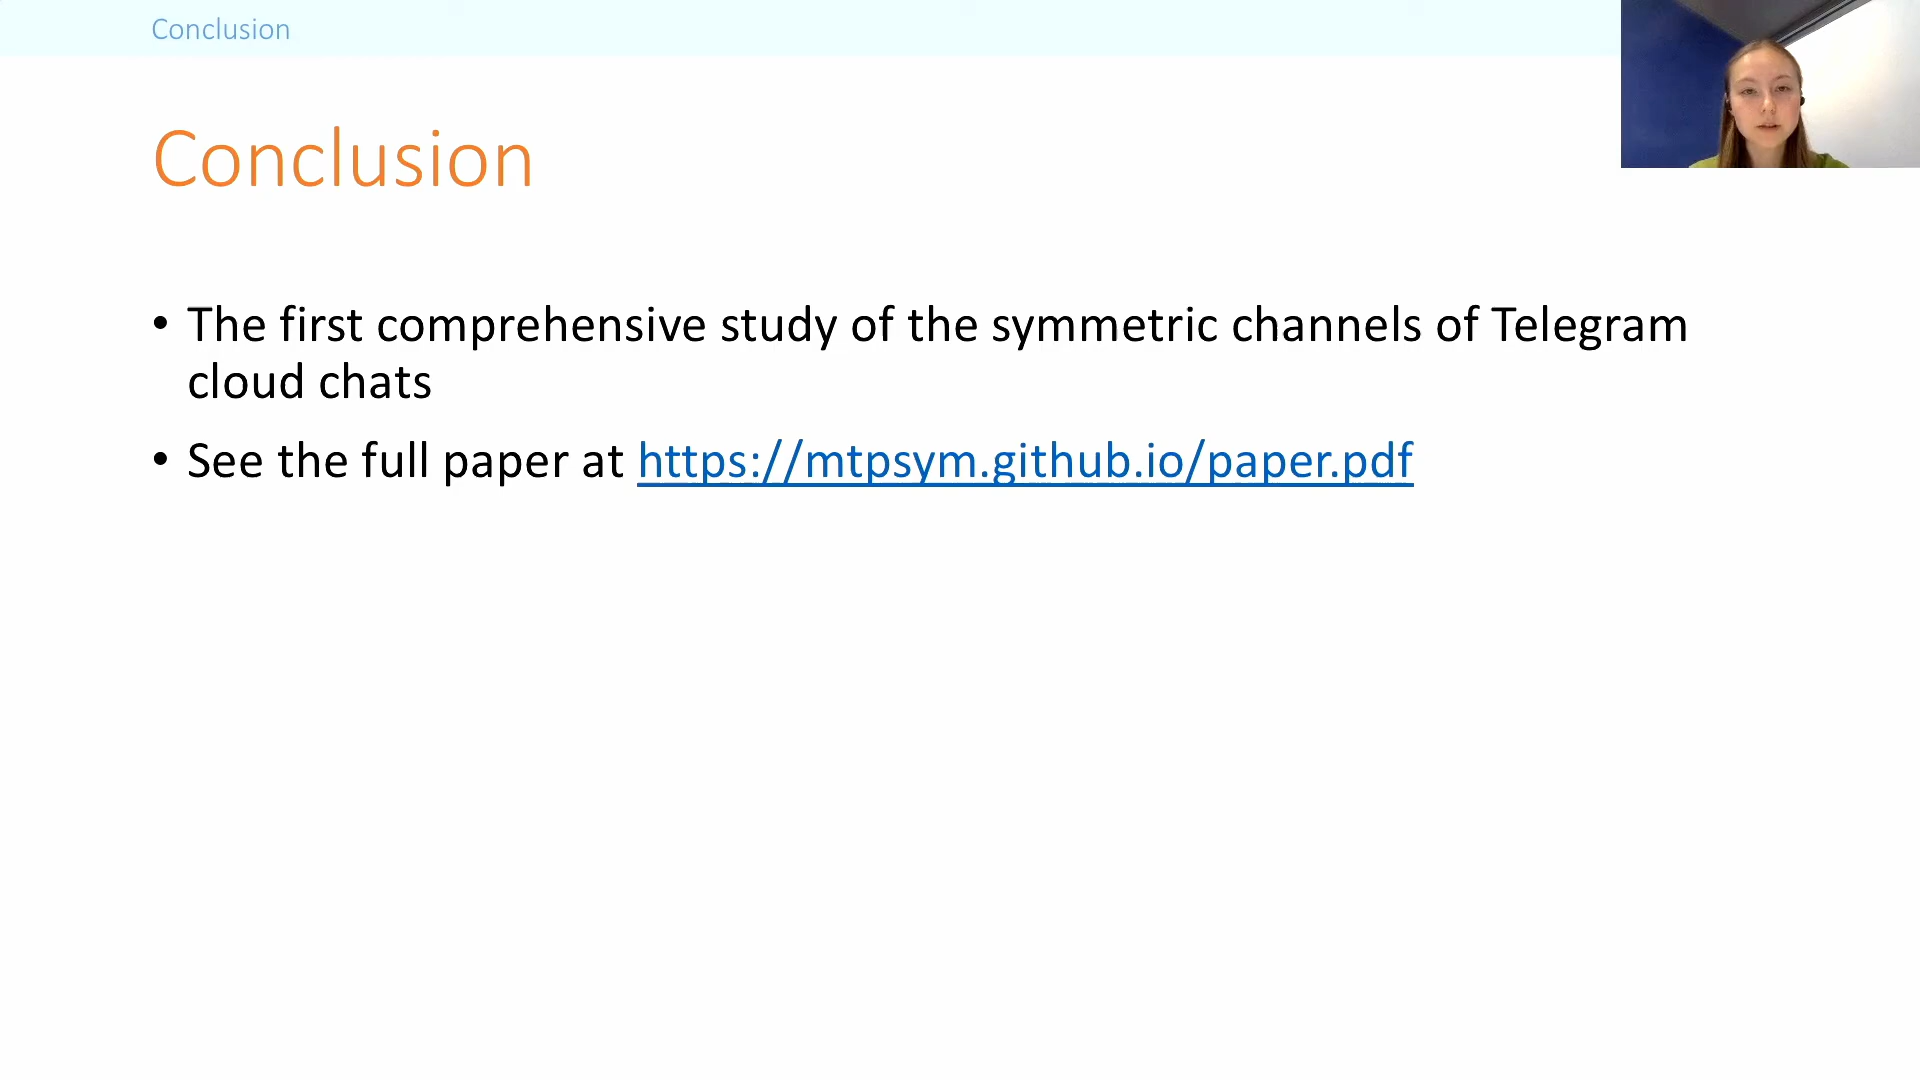 Conclusion
Conclusion
• The first comprehensive study of the symmetric channels of Telegram
cloud chats
• See the full paper at https://mtpsym.github.io/paper.pdf